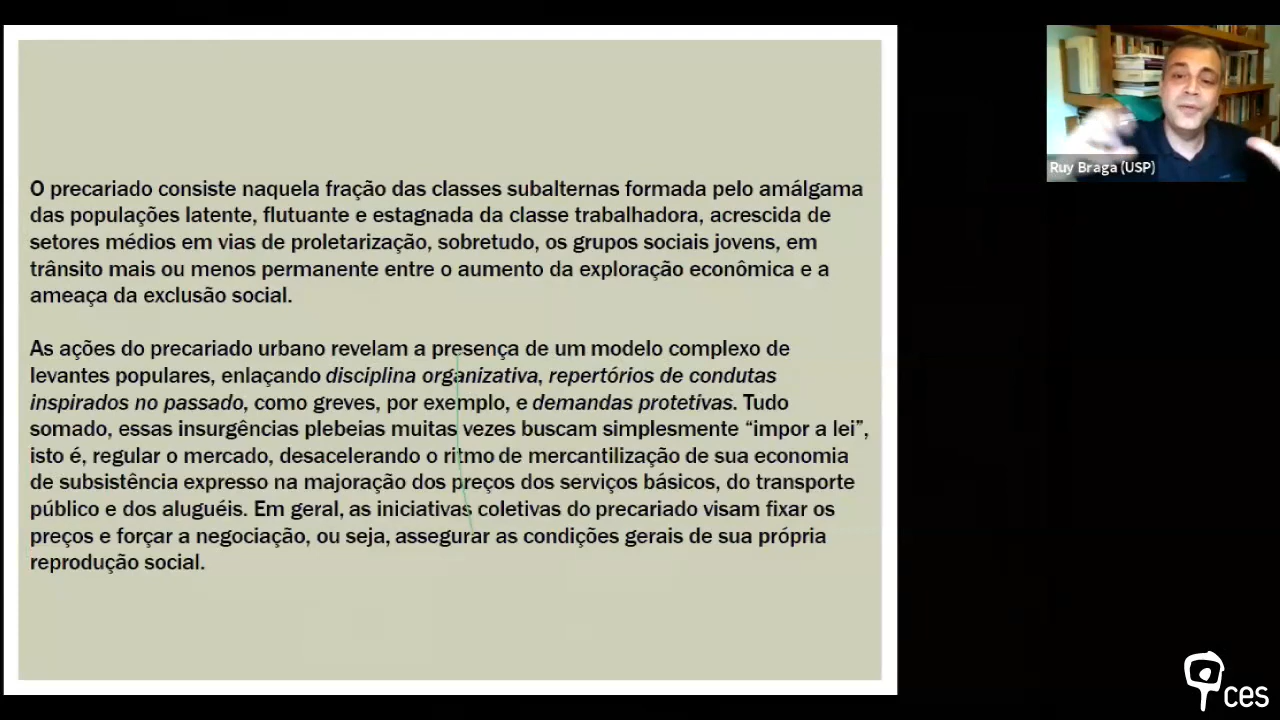 O precariado consiste naquela fração das classes subalternas formada pelo amálgama
das populações latente, flutuante e estagnada da classe trabalhadora, acrescida de
setores médios em vias de proletarização, sobretudo, os grupos sociais jovens, em
trânsito mais ou menos permanente entre o aumento da exploração econômica e a
ameaça da exclusão social.
As ações do precariado urbano revelam a presença de um modelo complexo de
levantes populares, enlaçando disciplina organizativa, repertórios de condutas
inspirados no passado, como greves, por exemplo, e demandas protetivas. Tudo
somado, essas insurgências plebeias muitas vezes buscam simplesmente “impor a lei”,
isto é, regular o mercado, desacelerando o ritmo de mercantilização de sua economia
de subsistência expresso na majoração dos preços dos serviços básicos, do transporte
público e dos aluguéis. Em geral, as iniciativas coletivas do precariado visam fixar os
preços e forçar a negociação, ou seja, assegurar as condições gerais de sua própria
reprodução social.
Ruy Braga (USP)
ces